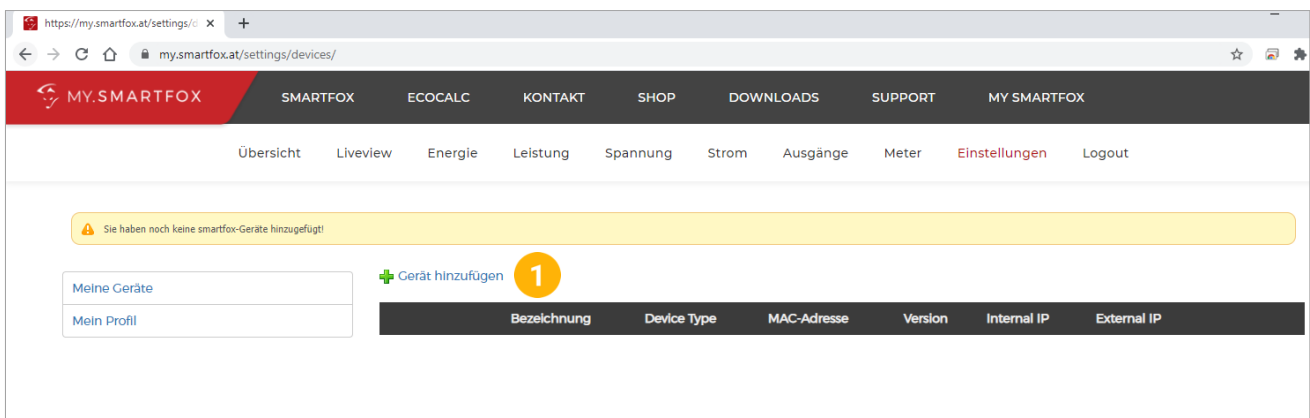 https://my.smartfox.at/settings/d
my.smartfox.at/settings/devices/
MY.SMARTFOX SMARTFOX ECOCALC KONTAKT SHOP DOWNLOADS SUPPORT MY SMARTFOX
Übersicht Liveview Energie Leistung Spannung Strom Ausgänge Meter Einstellungen Logout
Sie haben noch keine smartfox-Geräte hinzugefügt!
Meine Geräte
Mein Profil
Gerät hinzufügen 1
Bezeichnung Device Type MAC-Adresse Version Internal IP External IP